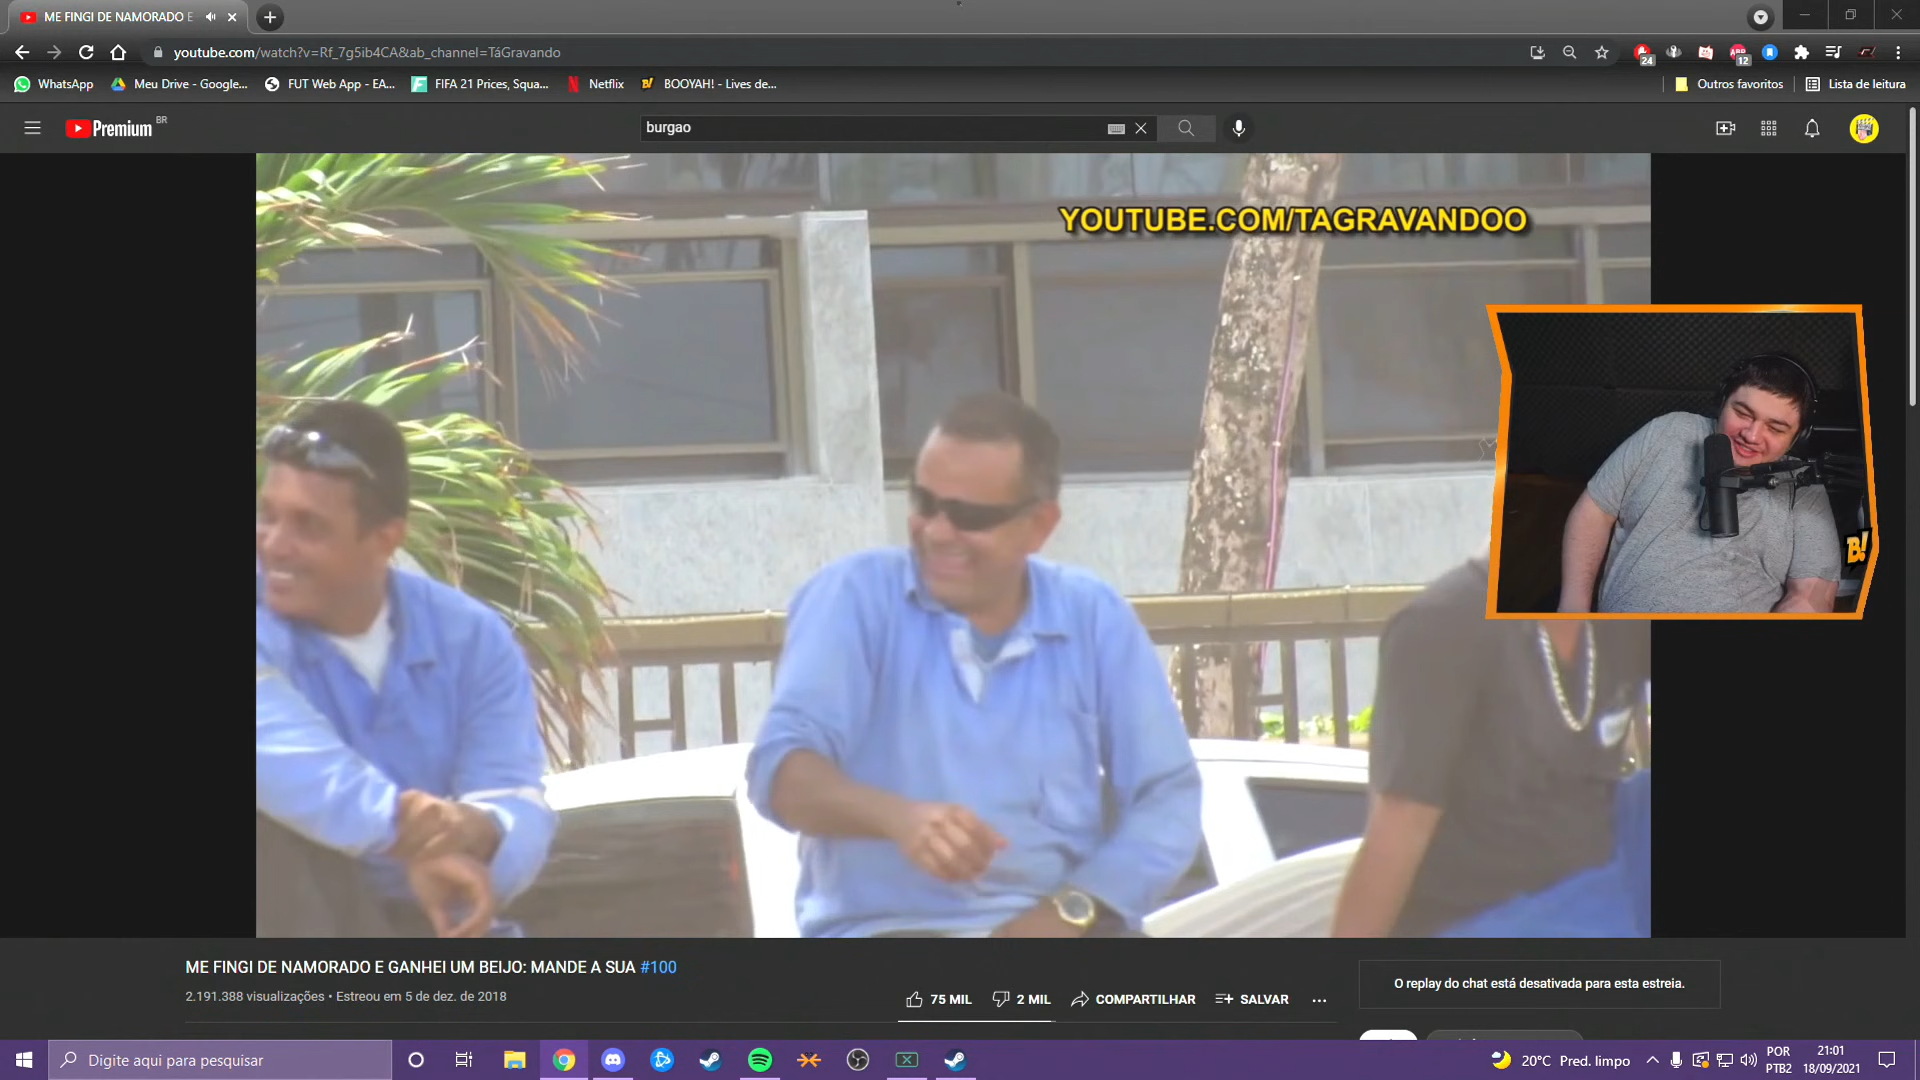 ME FINGI DE NAMORADO E
youtube.com/watch?v=Rf_7g5ib4CA&ab_channel=TáGravando
24
12
WhatsApp
Meu Drive - Google...
FUT Web App - EA...
FIFA 21 Prices, Squa...
Netflix
BOOYAH! - Lives de...
Outros favoritos
Lista de leitura
Premium BR
burgao
YOUTUBE.COM/TAGRAVANDOO
B!
ME FINGI DE NAMORADO E GANHEI UM BEIJO: MANDE A SUA #100
2.191.388 visualizações • Estreou em 5 de dez. de 2018
75 MIL
2 MIL
COMPARTILHAR
SALVAR
O replay do chat está desativada para esta estreia.
Digite aqui para pesquisar
20°C Pred. limpo
POR
PTB2
21:01
18/09/2021